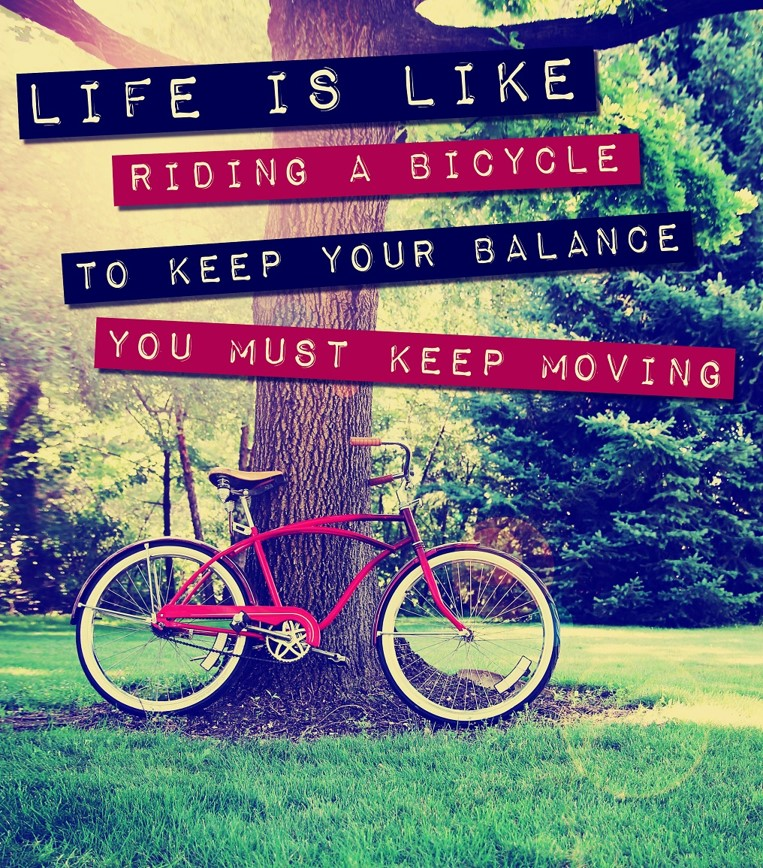 LIFE IS LIKE
RIDING A BICYCLE
TO KEEP YOUR BALANCE
YOU MUST KEEP MOVING